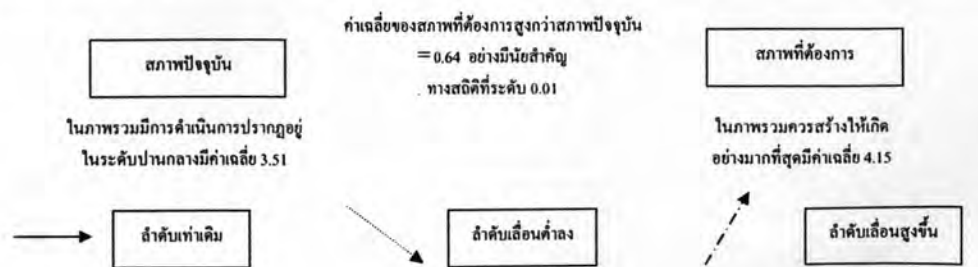 ค่าเฉลี่ยของสภาพที่ต้องการสูงกว่าสภาพปัจจุบัน
=0.64 อย่างมีนัยสำคัญ
ทางสถิติที่ระดับ 0.01
สภาพปัจจุบัน
สภาพที่ต้องการ
ในภาพรวมมีการดำเนินการปรากฏอยู่
ในระดับปานกลางมีค่าเฉลี่ย 3.51
ในภาพรวมควรสร้างให้เกิด
อย่างมากที่สุดมีค่าเฉลี่ย 4.15
ลำดับเท่าเดิม
ลำดับเลื่อนต่ำลง
ลำดับเลื่อนสูงขึ้น